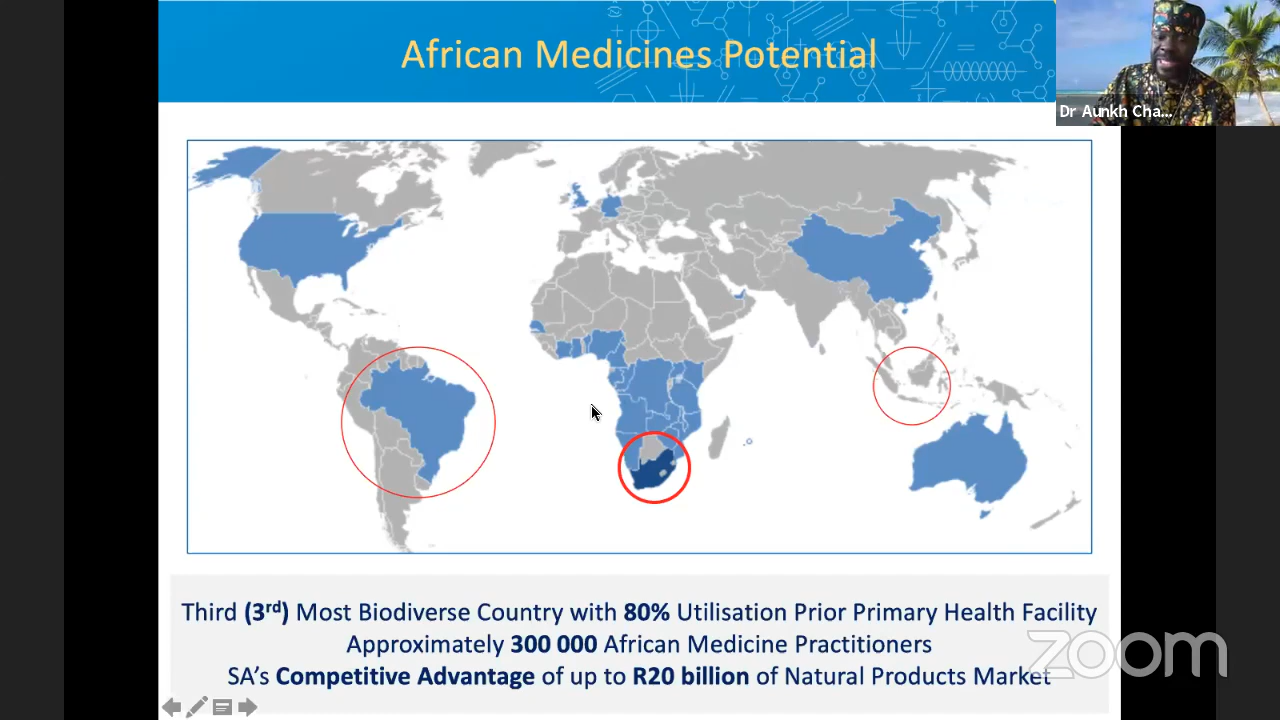 African Medicines Potential
Dr Aunkh Cha...
Third (3rd) Most Biodiverse Country with 80% Utilisation Prior Primary Health Facility
Approximately 300 000 African Medicine Practitioners
SA's Competitive Advantage of up to R20 billion of Natural Products Market
zoom